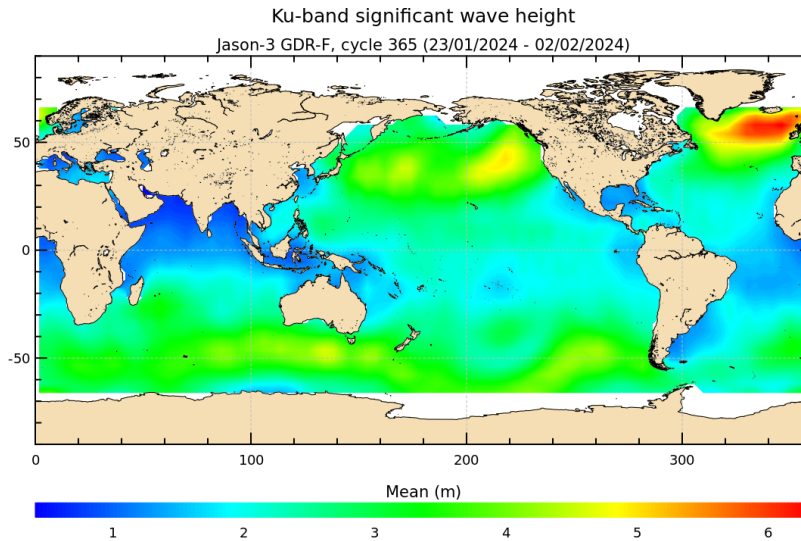 Ku-band significant wave height
Jason-3 GDR-F, cycle 365 (23/01/2024 - 02/02/2024)
50
0
-50
0 100 200 300
Mean (m)
1 2 3 4 5 6